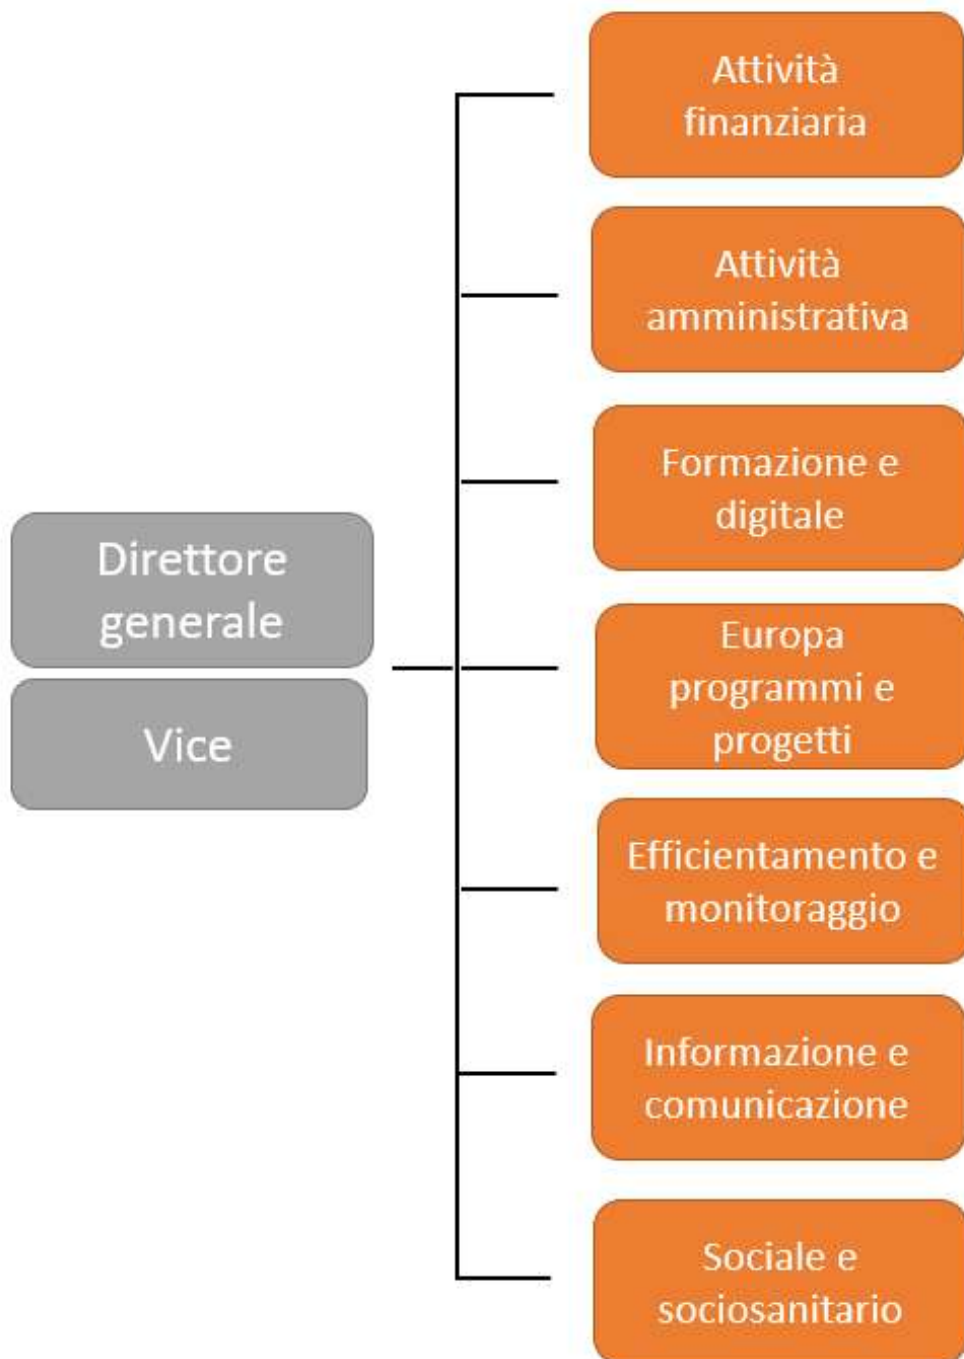 Direttore
generale
Vice
Attività
finanziaria
Attività
amministrativa
Formazione e
digitale
Europa
programmi e
progetti
Efficientamento e
monitoraggio
Informazione e
comunicazione
Sociale e
sociosanitario